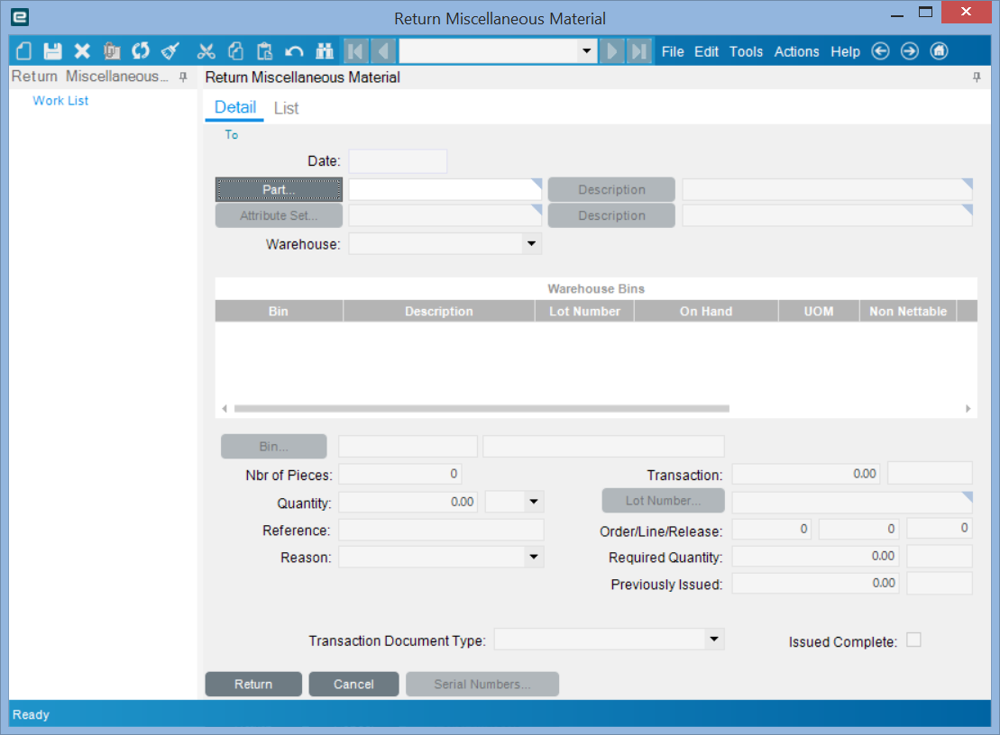 Return Miscellaneous Material
File Edit Tools Actions Help
Return Miscellaneous...
Work List
Return Miscellaneous Material
Detail List
To
Date:
Part...
Description
Attribute Set...
Description
Warehouse:
Warehouse Bins
Bin Description Lot Number On Hand UOM Non Nettable
Bin...
Nbr of Pieces: 0
Transaction: 0.00
Quantity: 0.00
Lot Number...
Reference:
Order/Line/Release: 0 0 0
Reason:
Required Quantity: 0.00
Previously Issued: 0.00
Transaction Document Type:
Issued Complete:
Return Cancel Serial Numbers...
Ready